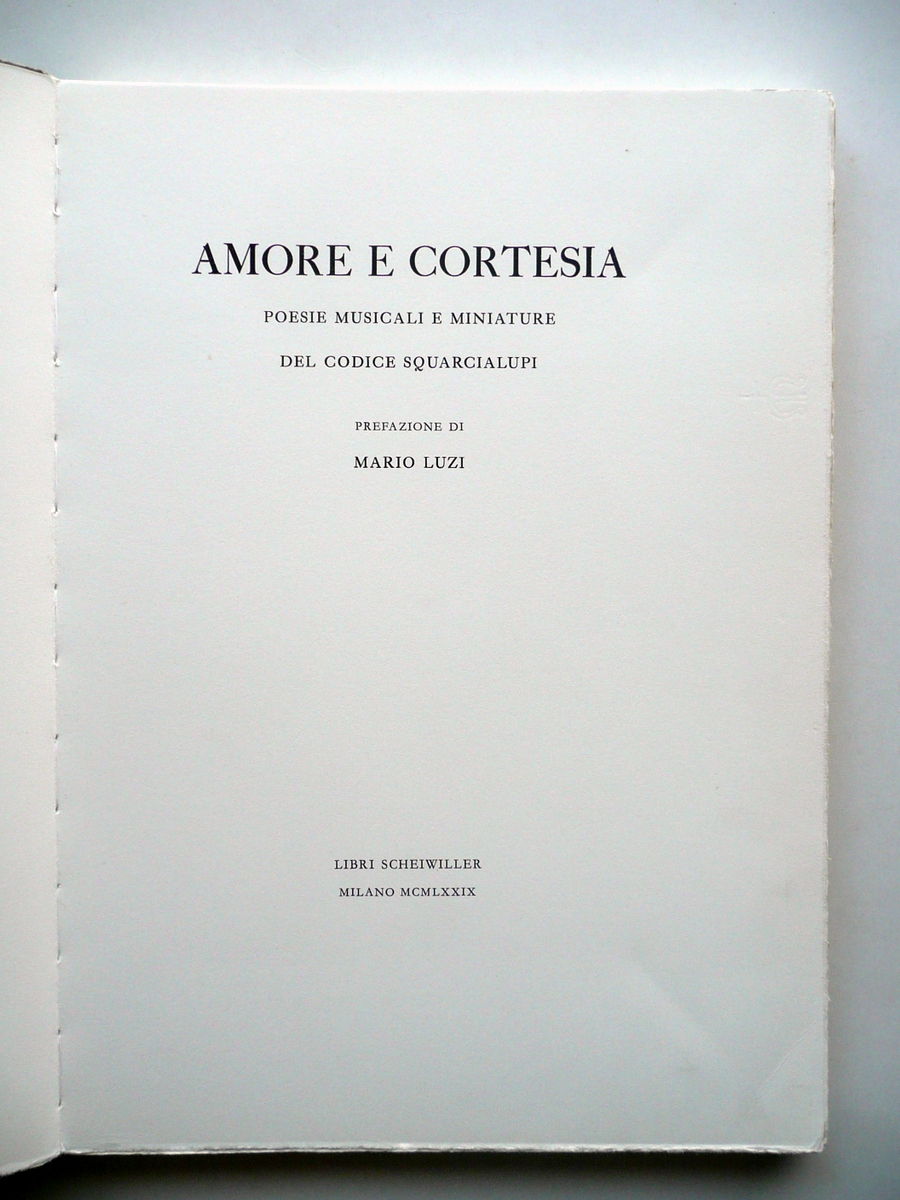 AMORE E CORTESIA
POESIE MUSICALI E MINIATURE
DEL CODICE SQUARCIALUPI
PREFAZIONE DI
MARIO LUZI
LIBRI SCHEIWILLER
MILANO MCMLXXIX